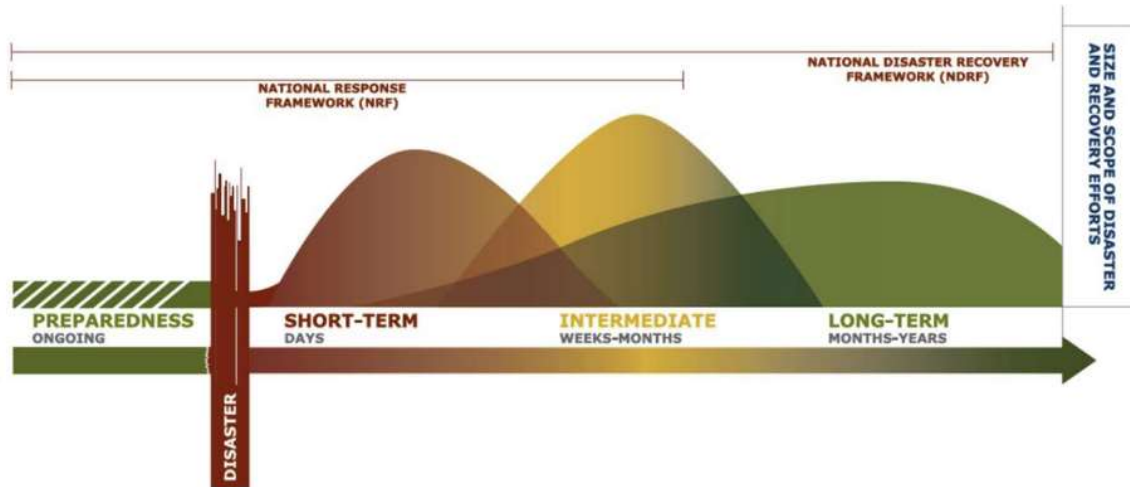 NATIONAL DISASTER RECOVERY
FRAMEWORK (NDRF)
NATIONAL RESPONSE
FRAMEWORK (NRF)
SIZE AND SCOPE OF DISASTER
AND RECOVERY EFFORTS
PREPAREDNESS
ONGOING
SHORT-TERM
DAYS
INTERMEDIATE
WEEKS-MONTHS
LONG-TERM
MONTHS-YEARS
DISASTER